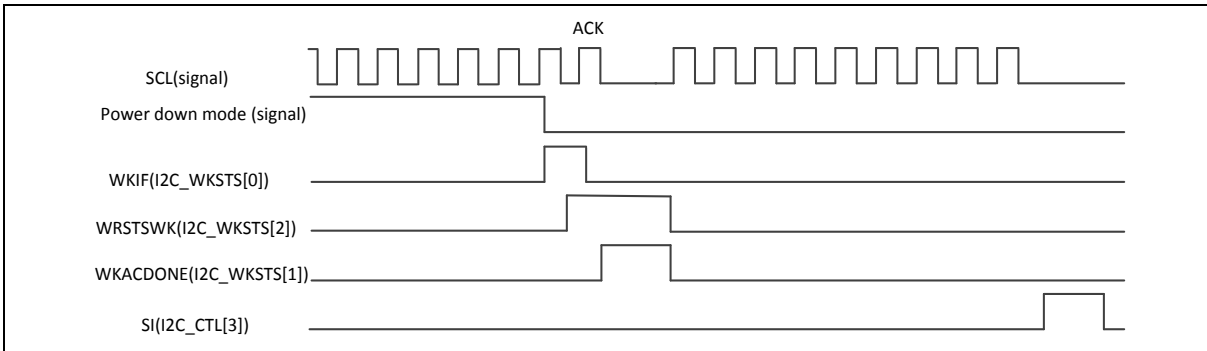 ACK
SCL(signal)
Power down mode (signal)
WKIF(I2C_WKSTS[0])
WRSTSWK(I2C_WKSTS[2])
WKACDONE(I2C_WKSTS[1])
SI(I2C_CTL[3])